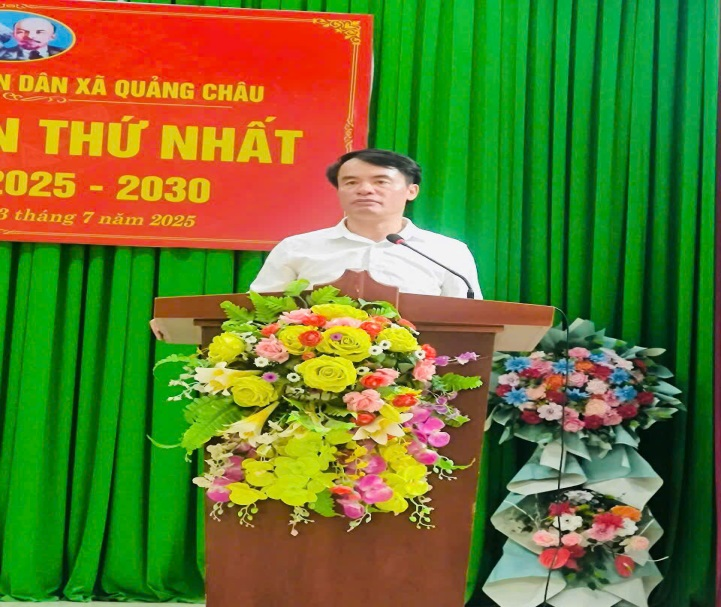 DÂN XÃ QUẢNG CHÂU
THỨ NHẤT
2025 - 2030
3 tháng 7 năm 2025